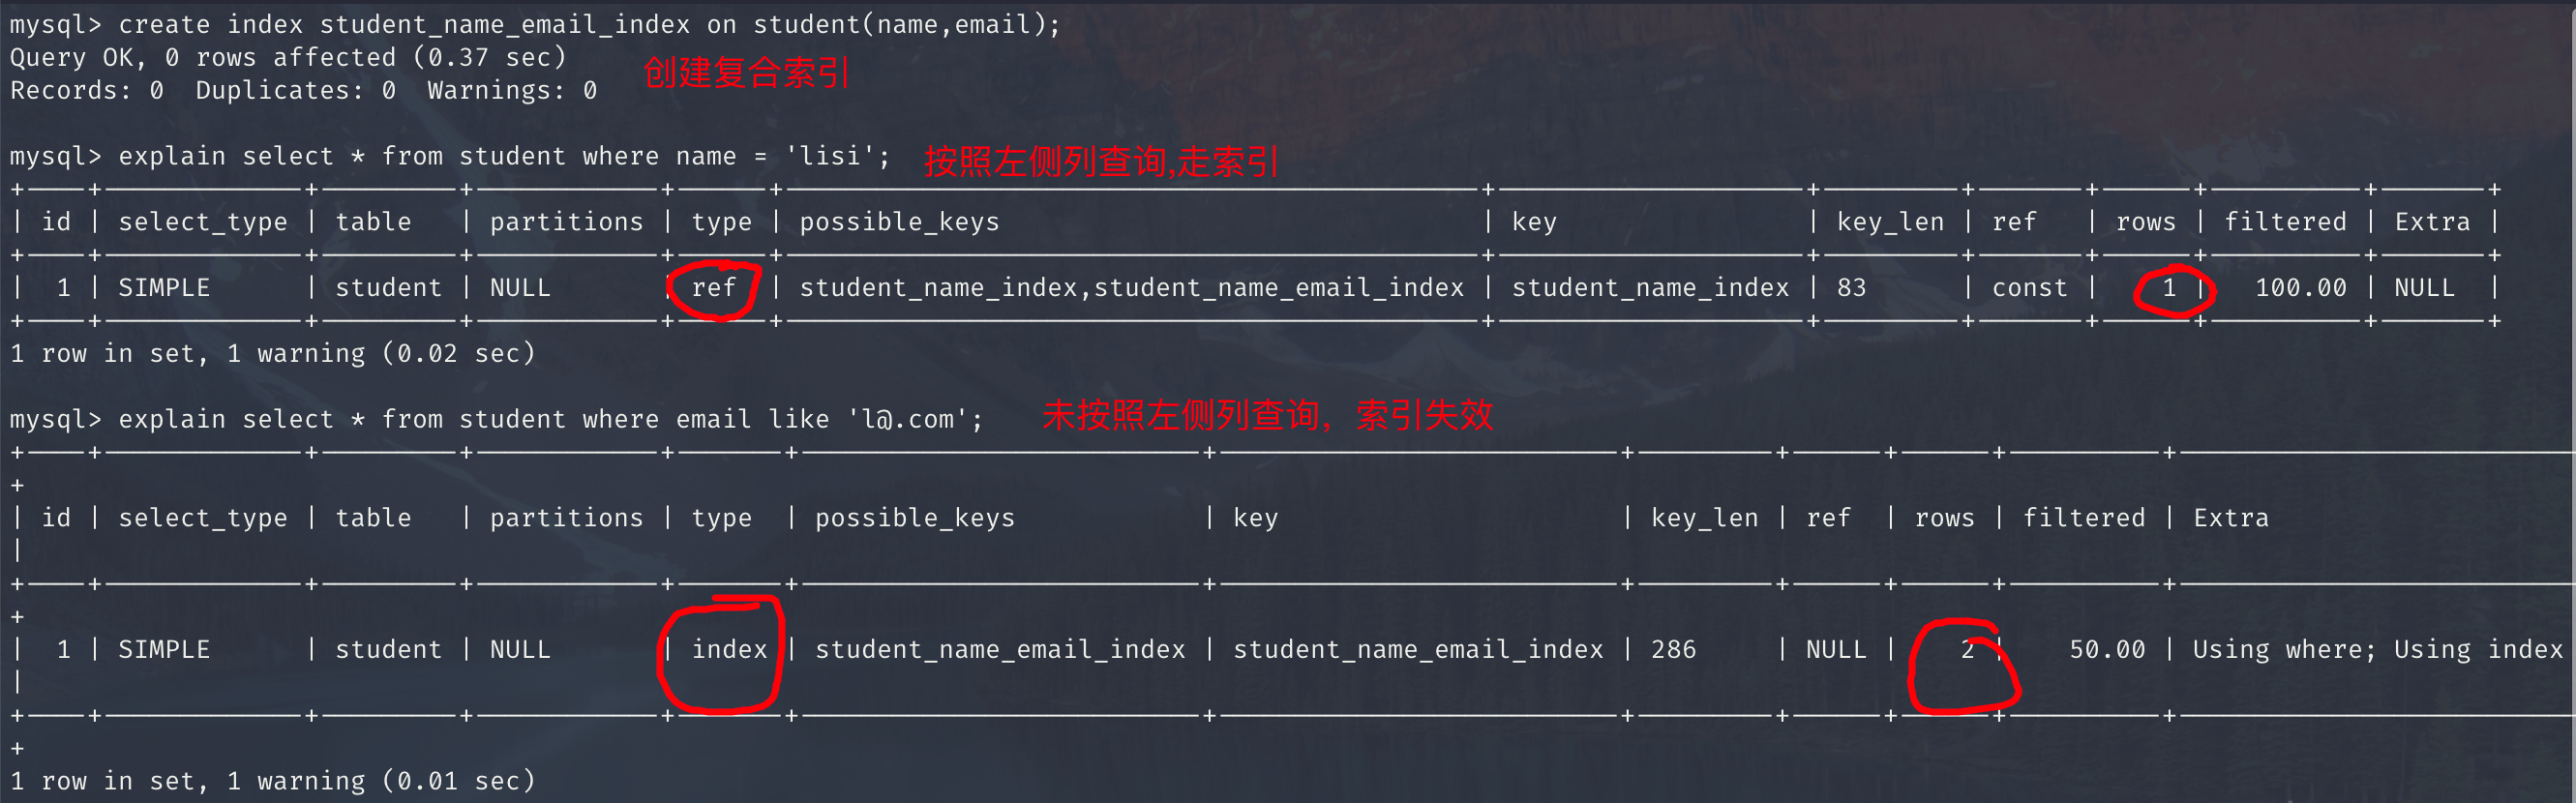 mysql> create index student_name_email_index on student(name,email);
Query OK, 0 rows affected (0.37 sec)
创建复合索引
Records: 0  Duplicates: 0  Warnings: 0
mysql> explain select * from student where name = 'lisi';
按照左侧列查询,走索引
+----+-------------+---------+------------+------+---------------------------------------------+--------------------+---------+-------+------+----------+-------+
| id | select_type | table   | partitions | type | possible_keys                               | key                | key_len | ref   | rows | filtered | Extra |
+----+-------------+---------+------------+------+---------------------------------------------+--------------------+---------+-------+------+----------+-------+
|  1 | SIMPLE      | student | NULL       | ref  | student_name_index,student_name_email_index | student_name_index | 83      | const |    1 |   100.00 | NULL  |
+----+-------------+---------+------------+------+---------------------------------------------+--------------------+---------+-------+------+----------+-------+
1 row in set, 1 warning (0.02 sec)
mysql> explain select * from student where email like 'l@.com';
未按照左侧列查询，索引失效
+----+-------------+---------+------------+-------+--------------------------+--------------------------+---------+------+------+----------+--------------------------
+
| id | select_type | table   | partitions | type  | possible_keys            | key                      | key_len | ref  | rows | filtered | Extra
|
+----+-------------+---------+------------+-------+--------------------------+--------------------------+---------+------+------+----------+--------------------------
+
|  1 | SIMPLE      | student | NULL       | index | student_name_email_index | student_name_email_index | 286     | NULL |    2 |    50.00 | Using where; Using index
|
+----+-------------+---------+------------+-------+--------------------------+--------------------------+---------+------+------+----------+--------------------------
+
1 row in set, 1 warning (0.01 sec)